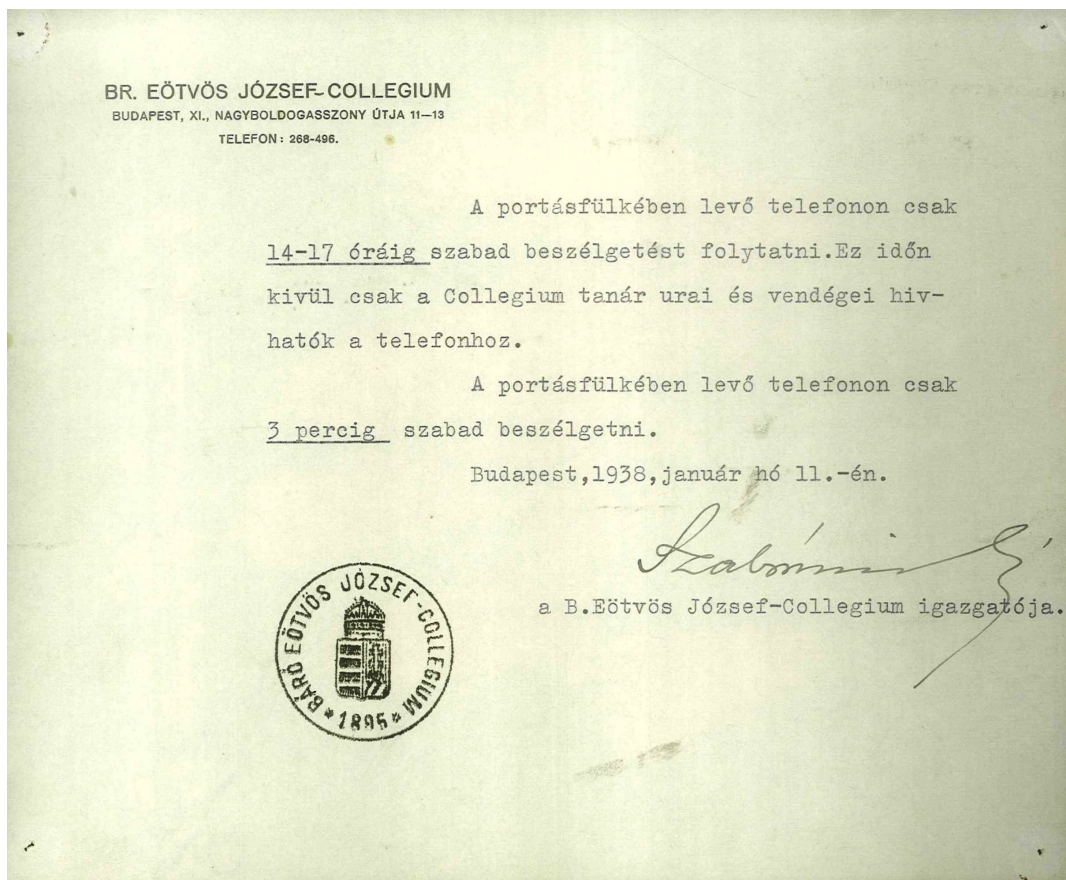 BR. EÖTVÖS JÓZSEF-COLLEGIUM
BUDAPEST, XI., NAGYBOLDOGASSZONY ÚTJA 11—13
TELEFON: 268-496.
A portásfülkében levő telefonon csak
14-17 óráig szabad beszélgetést folytatni.Ez időn
kivül csak a Collegium tanár urai és vendégei hiv-
hatók a telefonhoz.
A portásfülkében levő telefonon csak
3 percig szabad beszélgetni.
Budapest,1938,január hó 11.-én.
a B.Eötvös József-Collegium igazgatója.
BÁRÓ EÖTVÖS JÓZSEF-COLLEGIUM
* 1895 *